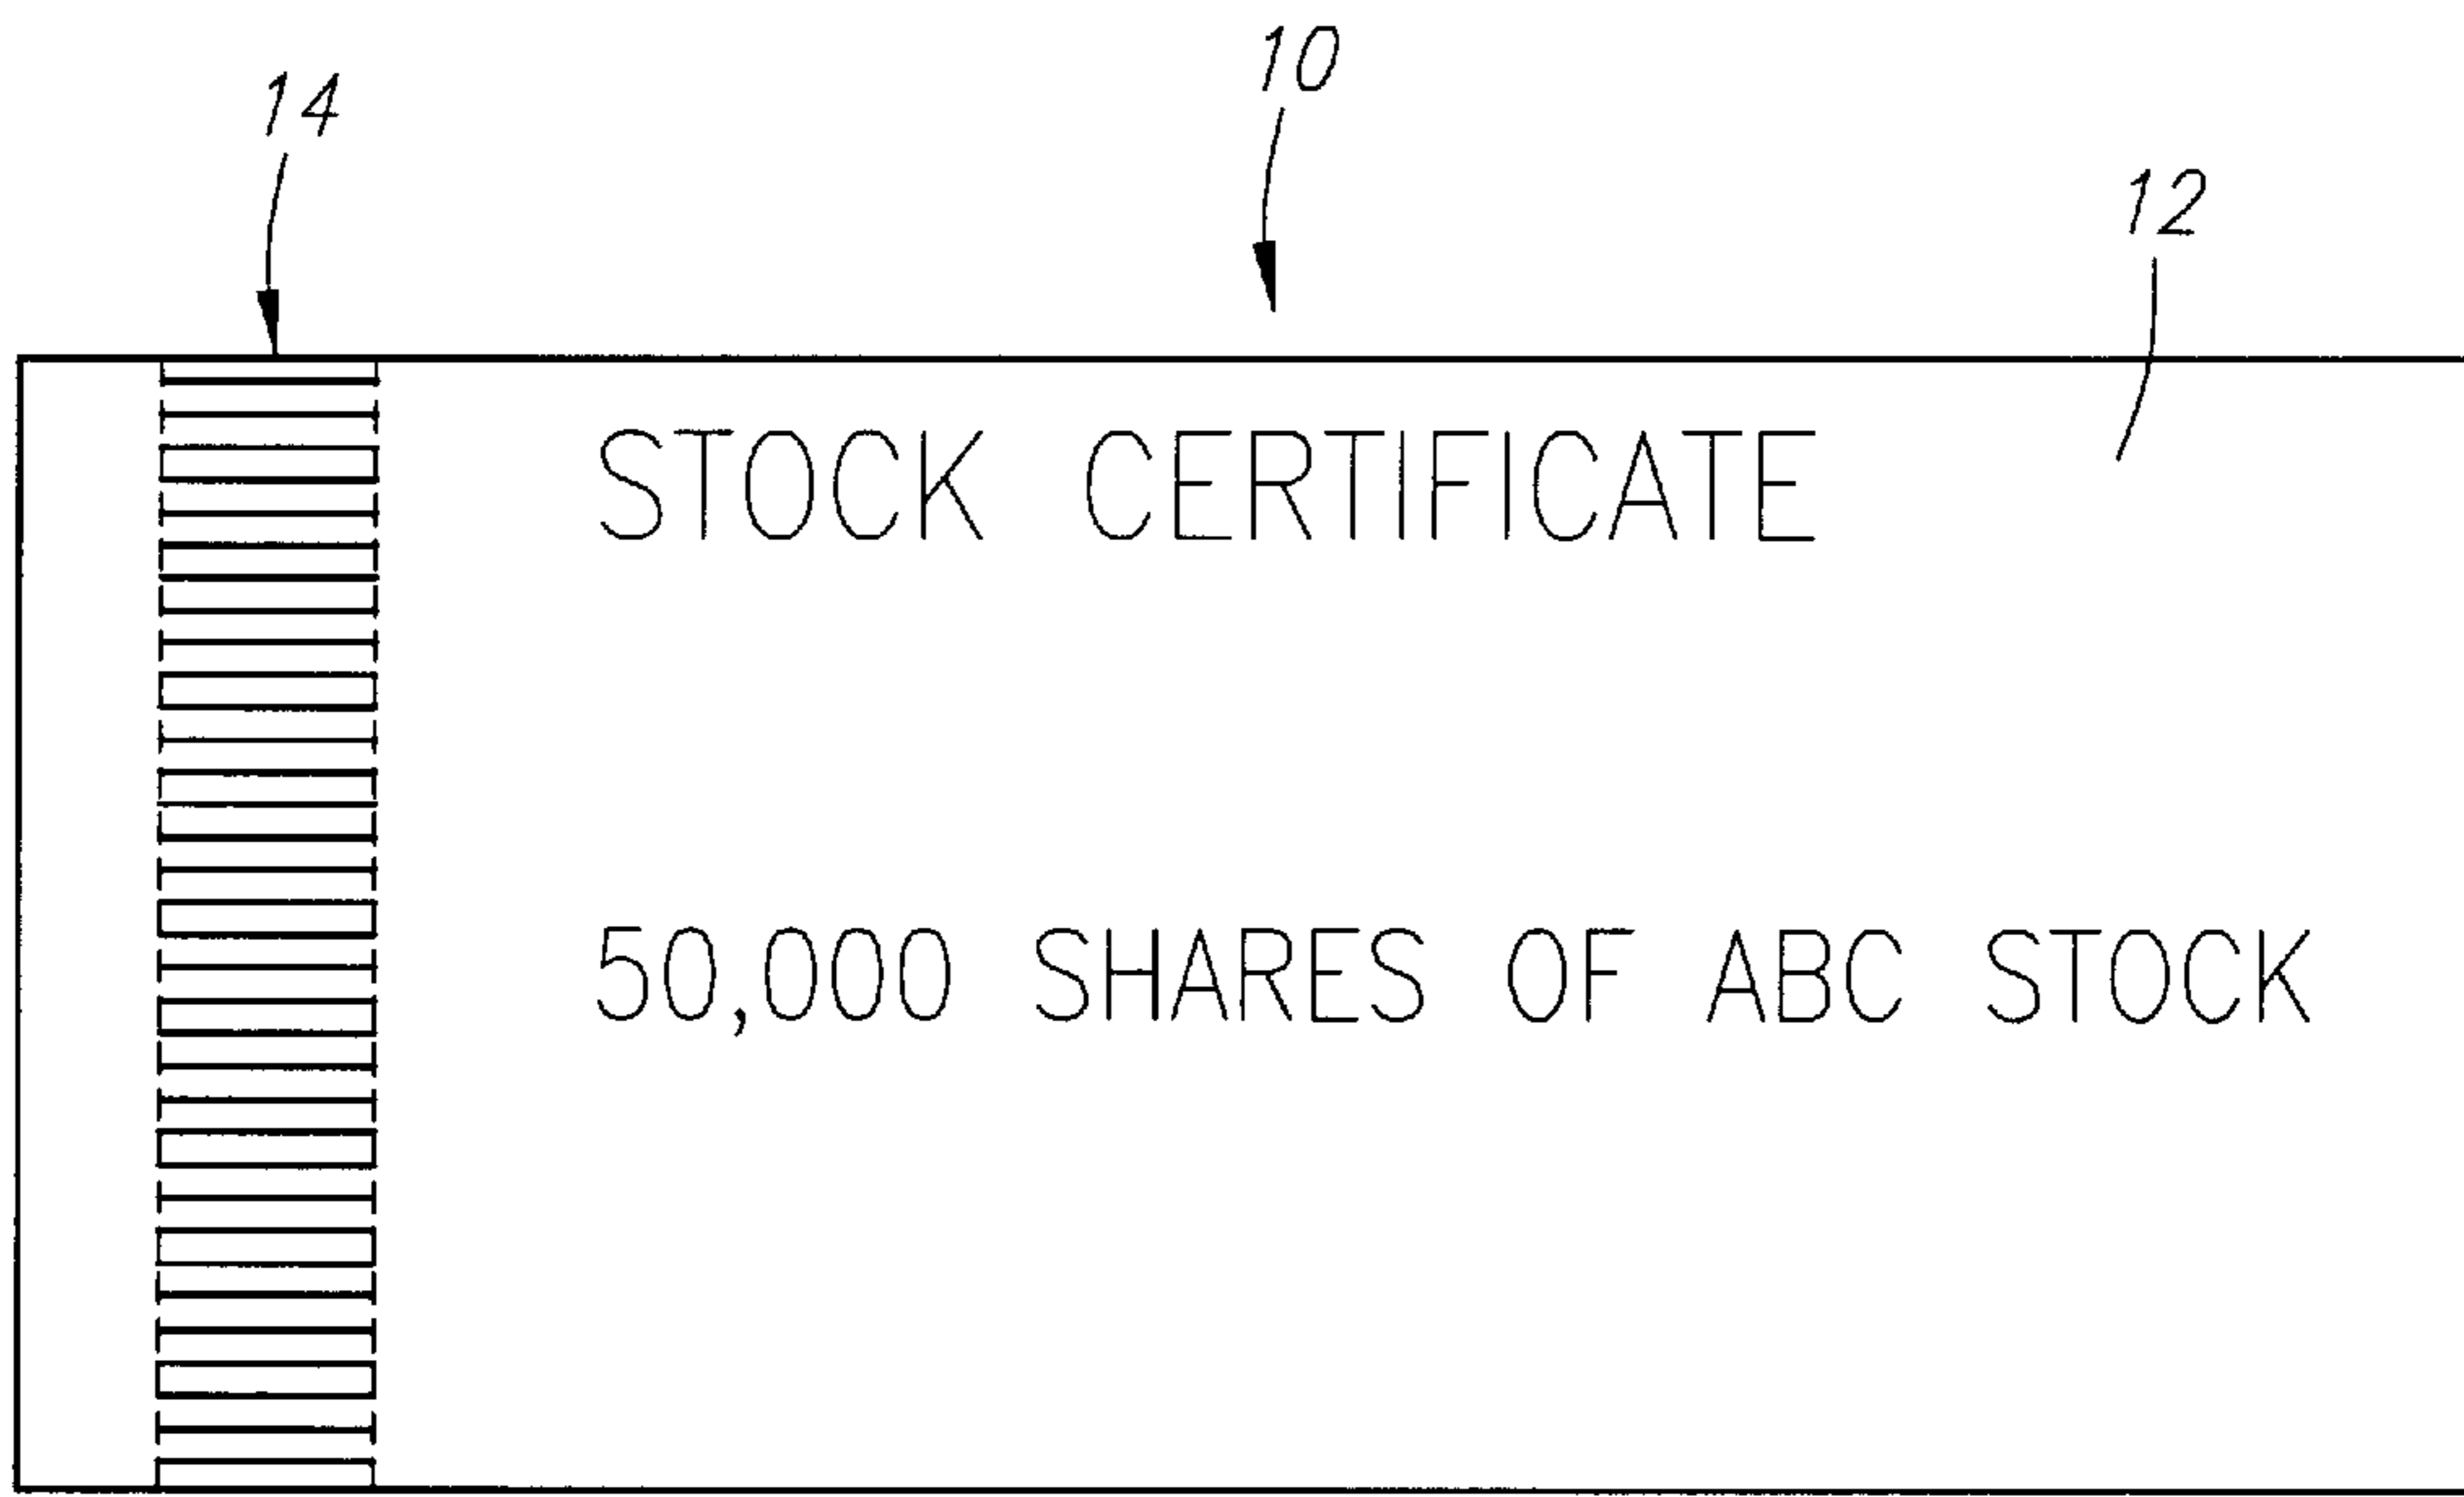 10
14
12
STOCK CERTIFICATE
50,000 SHARES OF ABC STOCK